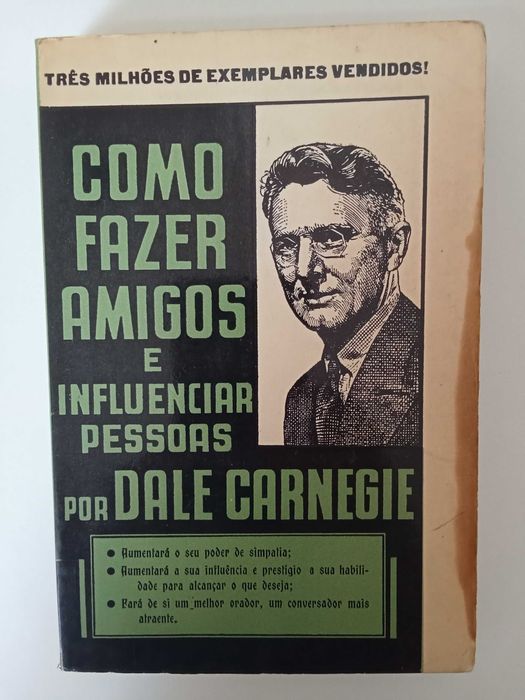 TRÊS MILHÕES DE EXEMPLARES VENDIDOS!
COMO
FAZER
AMIGOS
E
INFLUENCIAR
PESSOAS
POR DALE CARNEGIE
● Aumentará o seu poder de simpatia;
● Aumentará a sua influência e prestigio a sua habili-
dade para alcançar o que deseja;
● Fará de si um melhor orador, um conversador mais
atraente.